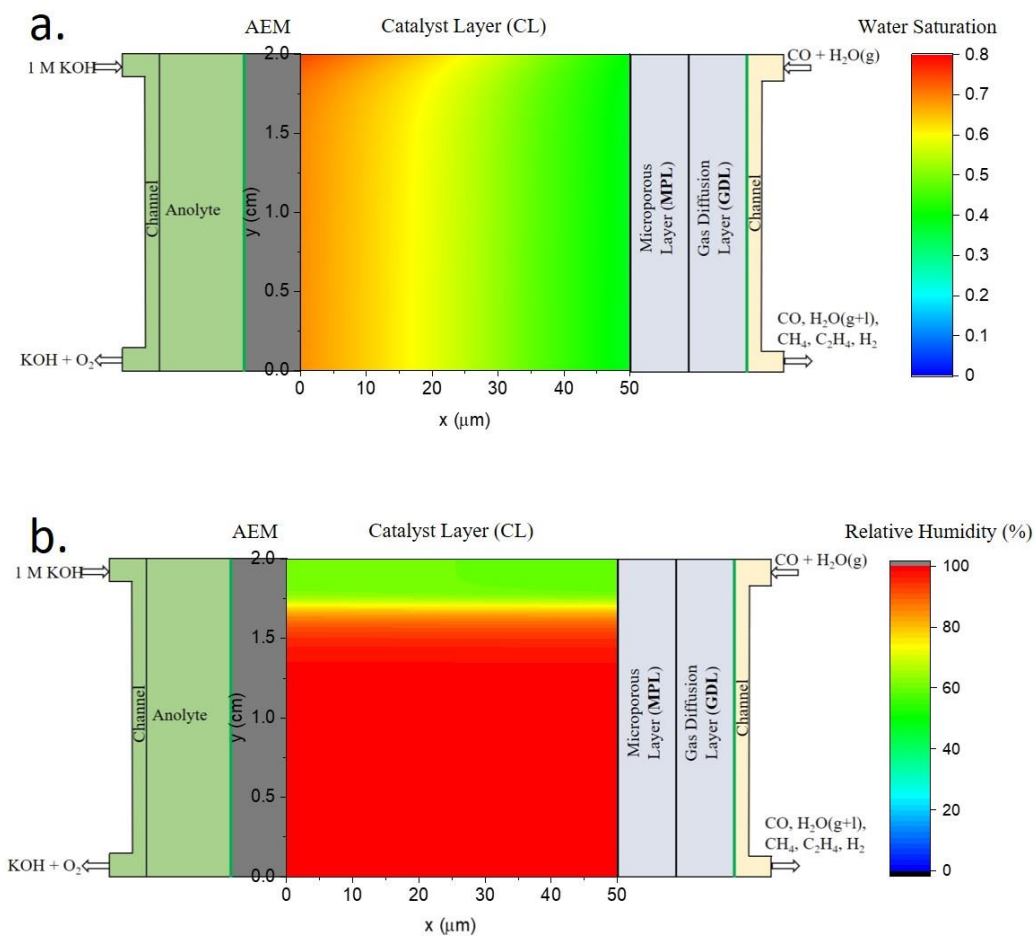 a.
AEM
Catalyst Layer (CL)
Water Saturation
1 M KOH
CO + H₂O(g)
Channel
Anolyte
y (cm)
2.0
1.5
1.0
0.5
0.0
Microporous
Layer (MPL)
Gas Diffusion
Layer (GDL)
Channel
0.8
0.7
0.6
0.5
0.4
0.3
0.2
0.1
0
CO, H₂O(g+l),
CH₄, C₂H₄, H₂
KOH + O₂
0 10 20 30 40 50
x (μm)
b.
AEM
Catalyst Layer (CL)
Relative Humidity (%)
1 M KOH
CO + H₂O(g)
Channel
Anolyte
y (cm)
2.0
1.5
1.0
0.5
0.0
Microporous
Layer (MPL)
Gas Diffusion
Layer (GDL)
Channel
100
80
60
40
20
0
CO, H₂O(g+l),
CH₄, C₂H₄, H₂
KOH + O₂
0 10 20 30 40 50
x (μm)